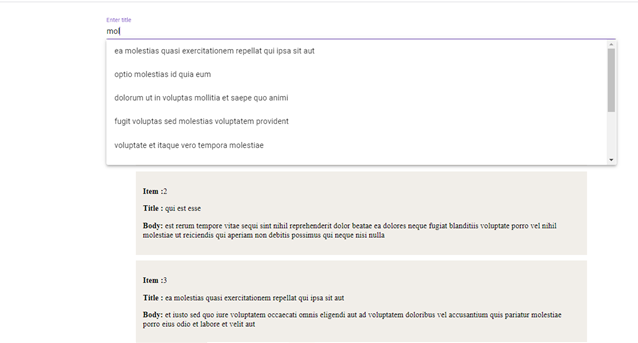 Enter title
mol
ea molestias quasi exercitationem repellat qui ipsa sit aut
optio molestias id quia eum
dolorum ut in voluptas mollitia et saepe quo animi
fugit voluptas sed molestias voluptatem provident
voluptate et itaque vero tempora molestiae
Item :2
Title : qui est esse
Body: est rerum tempore vitae sequi sint nihil reprehenderit dolor beatae ea dolores neque fugiat blanditiis voluptate porro vel nihil
molestiae ut reiciendis qui aperiam non debitis possimus qui neque nisi nulla
Item :3
Title : ea molestias quasi exercitationem repellat qui ipsa sit aut
Body: et iusto sed quo iure voluptatem occaecati omnis eligendi aut ad voluptatem doloribus vel accusantium quis pariatur molestiae
porro eius odio et labore et velit aut